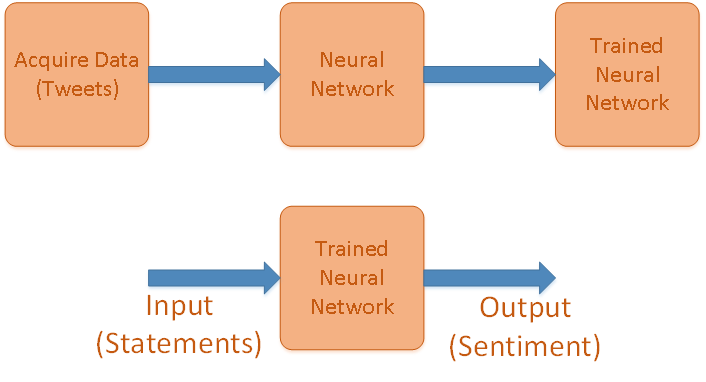 Acquire Data
(Tweets)
Neural
Network
Trained
Neural
Network
Trained
Neural
Network
Input
(Statements)
Output
(Sentiment)